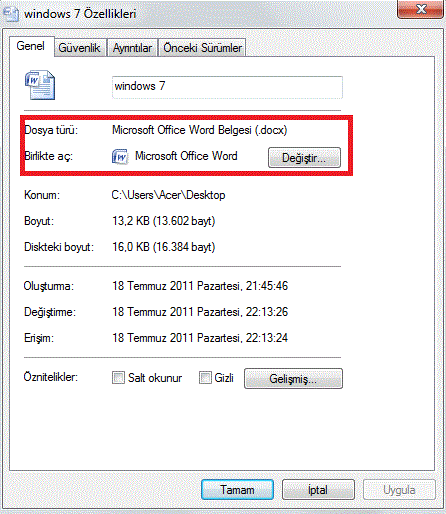 windows 7 Özellikleri
Genel Güvenlik Ayrıntılar Önceki Sürümler
windows 7
Dosya türü: Microsoft Office Word Belgesi (.docx)
Birlikte aç: Microsoft Office Word Değiştir...
Konum: C:\Users\Acer\Desktop
Boyut: 13,2 KB (13.602 bayt)
Diskteki boyut: 16,0 KB (16.384 bayt)
Oluşturma: 18 Temmuz 2011 Pazartesi, 21:45:46
Değiştirme: 18 Temmuz 2011 Pazartesi, 22:13:26
Erişim: 18 Temmuz 2011 Pazartesi, 22:13:24
Öznitelikler: Salt okunur Gizli Gelişmiş...
Tamam İptal Uygula